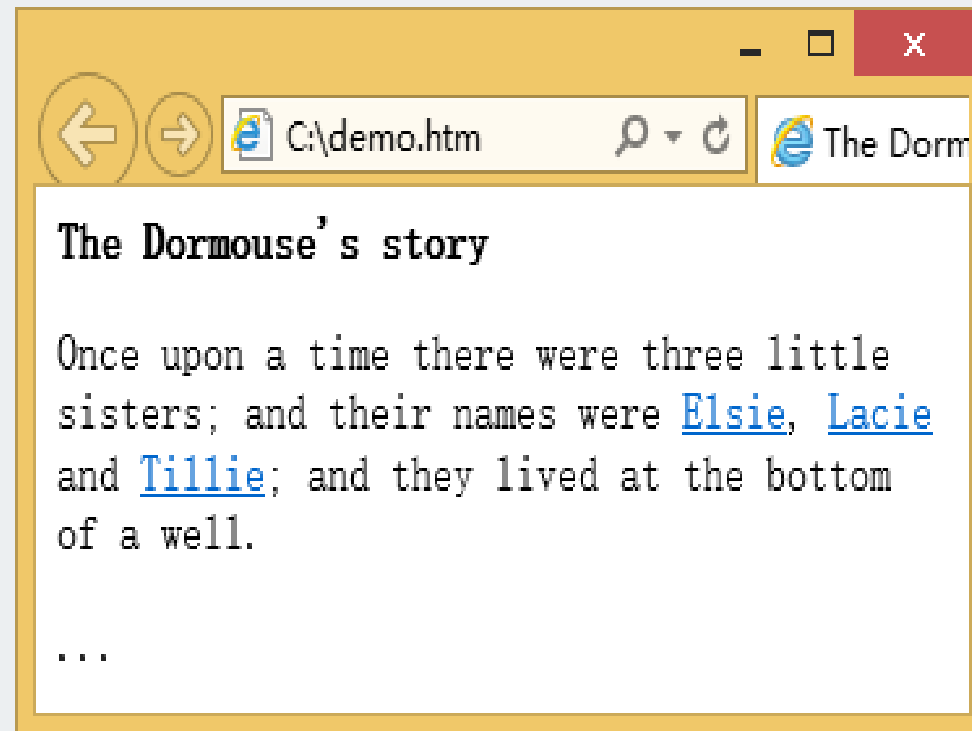 X
C:\demo.htm
The Dorm
The Dormouse's story
Once upon a time there were three little
sisters; and their names were Elsie, Lacie
and Tillie; and they lived at the bottom
of a well.
...